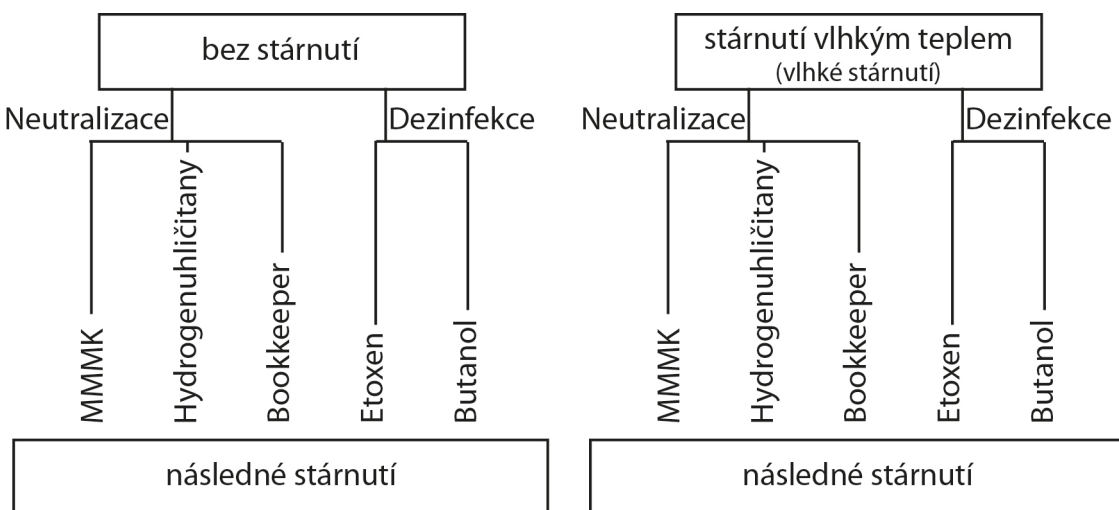 bez stárnutí
Neutralizace
Dezinfekce
MMMK
Hydrogenuhličitany
Bookkeeper
Etoxen
Butanol
následné stárnutí
stárnutí vlhkým teplem
(vlhké stárnutí)
Neutralizace
Dezinfekce
MMMK
Hydrogenuhličitany
Bookkeeper
Etoxen
Butanol
následné stárnutí